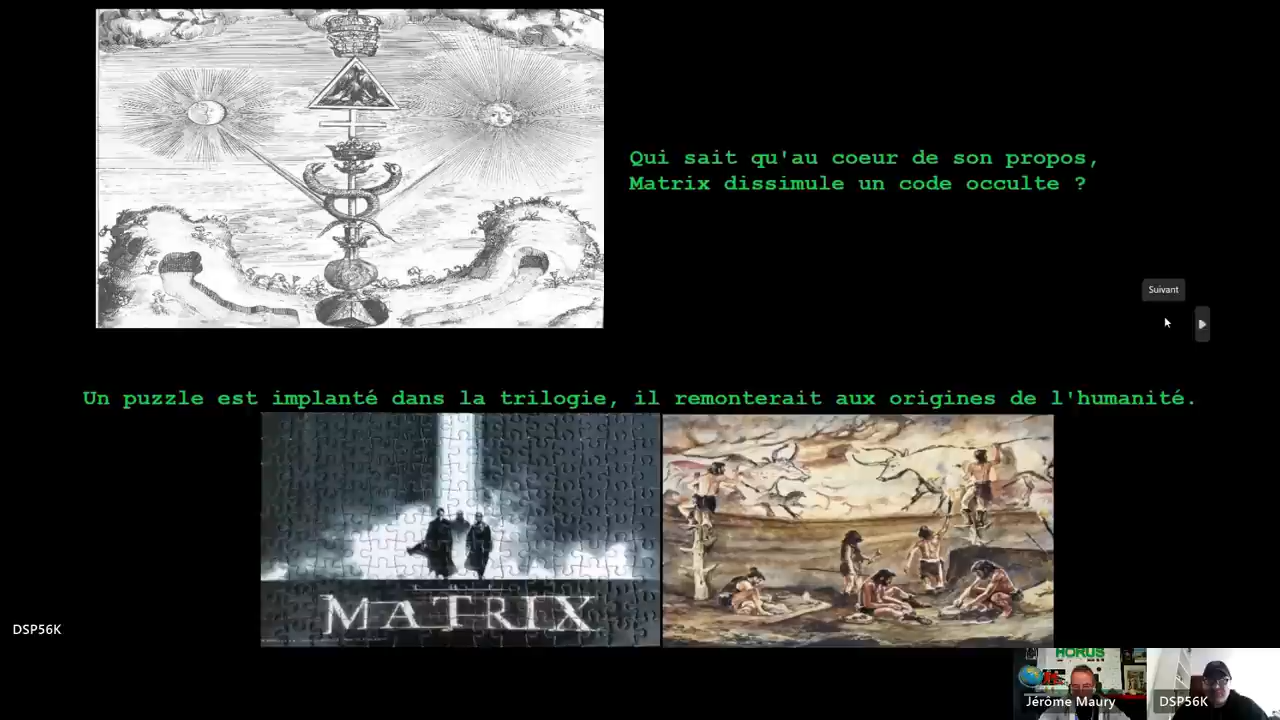 Qui sait qu'au coeur de son propos,
Matrix dissimule un code occulte ?
Suivant
Un puzzle est implanté dans la trilogie, il remonterait aux origines de l'humanité.
MATRIX
DSP56K
HORUS
Jérôme Maury
DSP56K